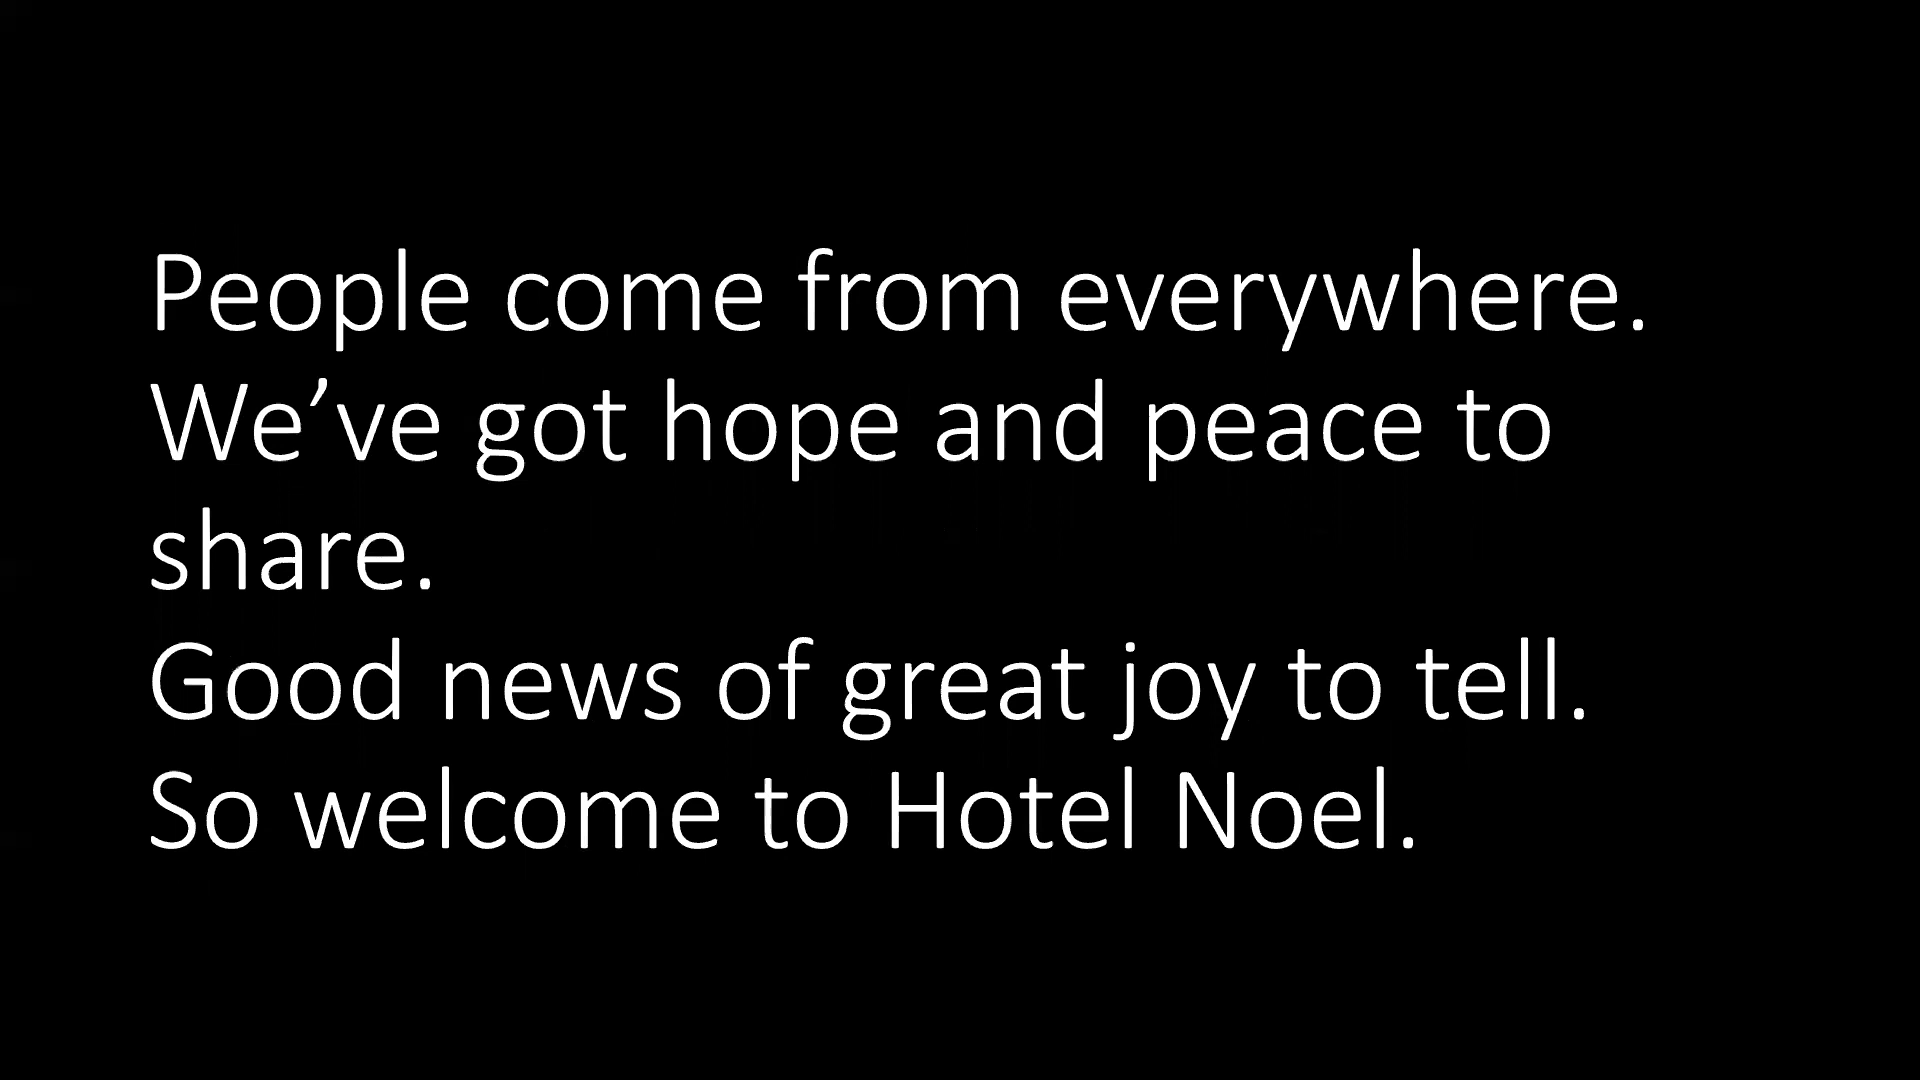 People come from everywhere.
We’ve got hope and peace to
share.
Good news of great joy to tell.
So welcome to Hotel Noel.